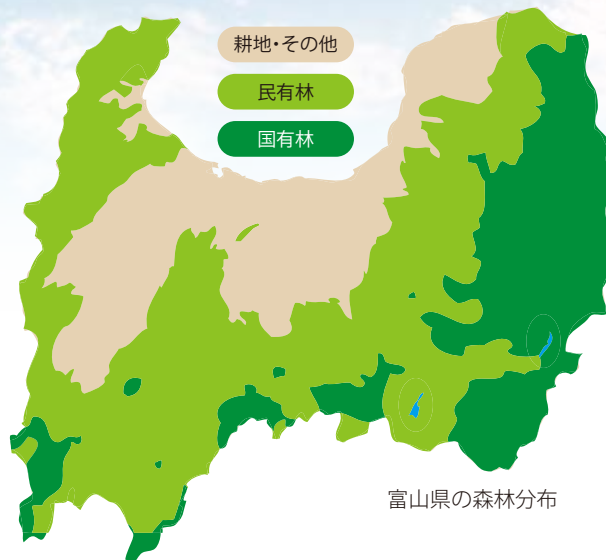 耕地・その他
民有林
国有林
富山県の森林分布